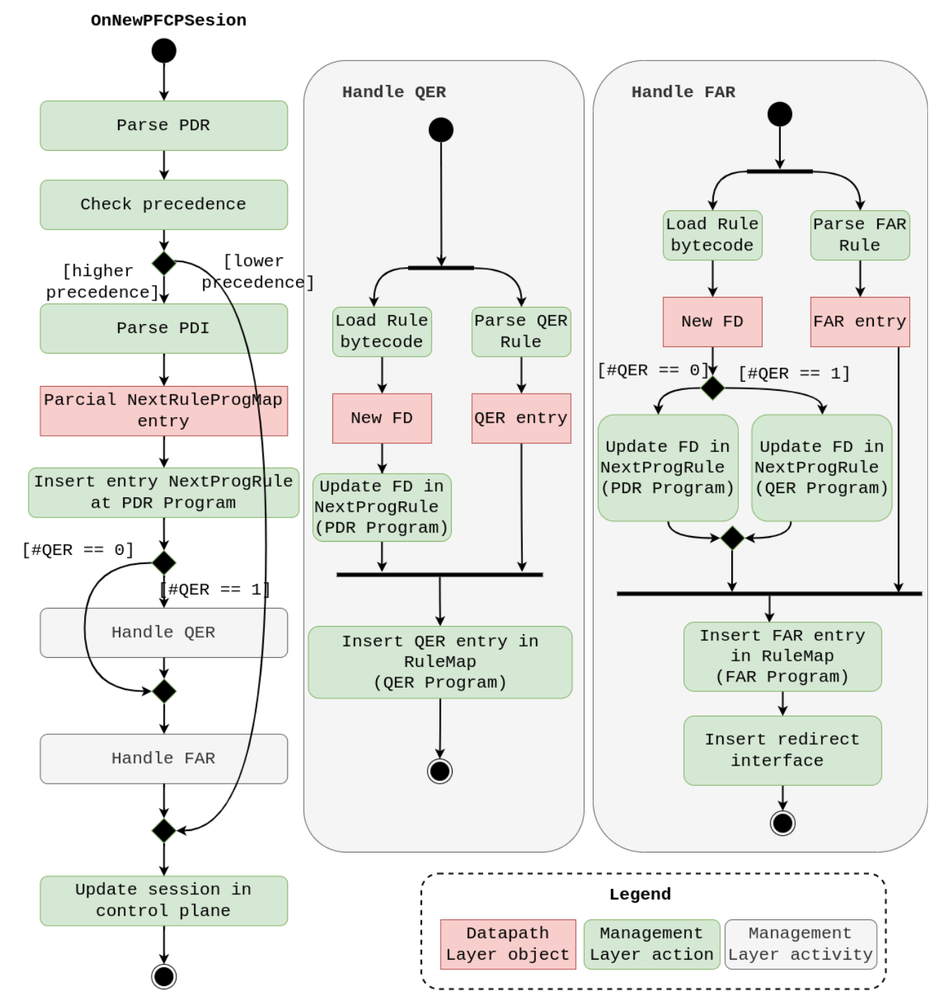 OnNewPFCPSesion
Parse PDR
Check precedence
[higher
precedence]
[lower
precedence]
Parse PDI
Parcial NextRuleProgMap
entry
Insert entry NextProgRule
at PDR Program
[#QER == 0]
[#QER == 1]
Handle QER
Handle FAR
Update session in
control plane
Handle QER
Load Rule
bytecode
Parse QER
Rule
New FD
QER entry
Update FD in
NextProgRule
(PDR Program)
Insert QER entry in
RuleMap
(QER Program)
Handle FAR
Load Rule
bytecode
Parse FAR
Rule
New FD
FAR entry
[#QER == 0]
[#QER == 1]
Update FD in
NextProgRule
(PDR Program)
Update FD in
NextProgRule
(QER Program)
Insert FAR entry
in RuleMap
(FAR Program)
Insert redirect
interface
Legend
Datapath
Layer object
Management
Layer action
Management
Layer activity